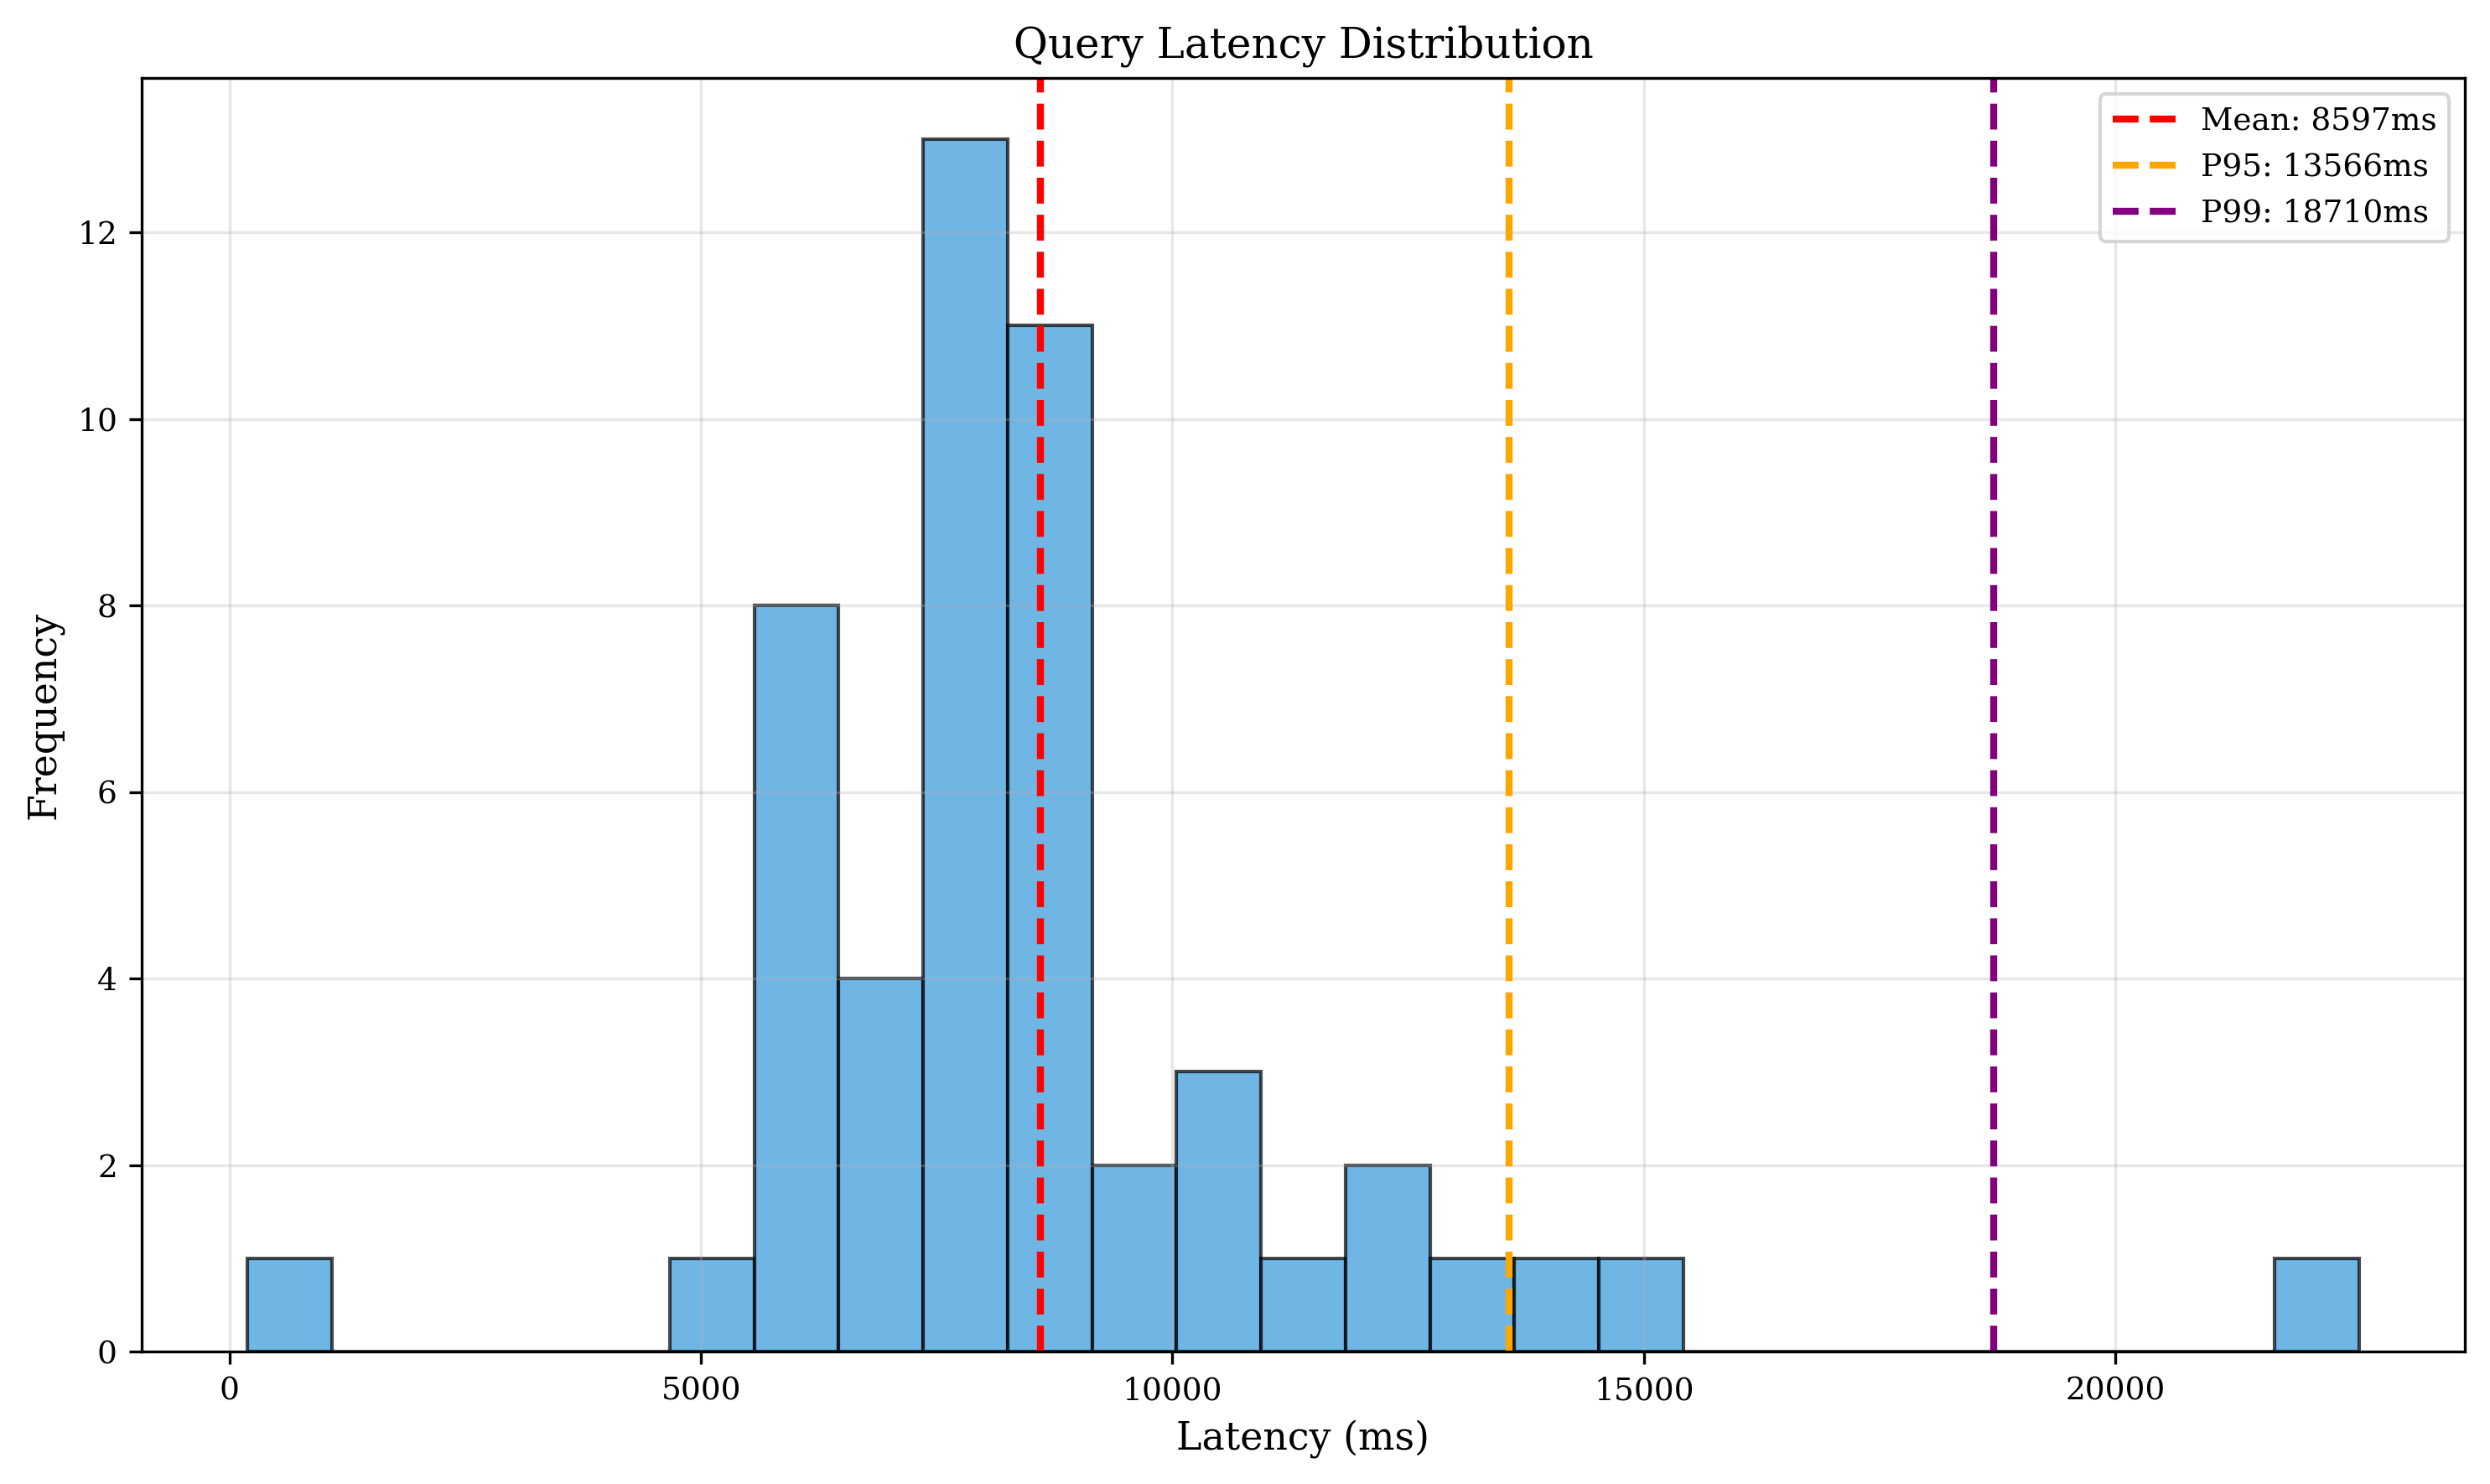 Query Latency Distribution
Mean: 8597ms
P95: 13566ms
P99: 18710ms
Frequency
12
10
8
6
4
2
0
0 5000 10000 15000 20000
Latency (ms)